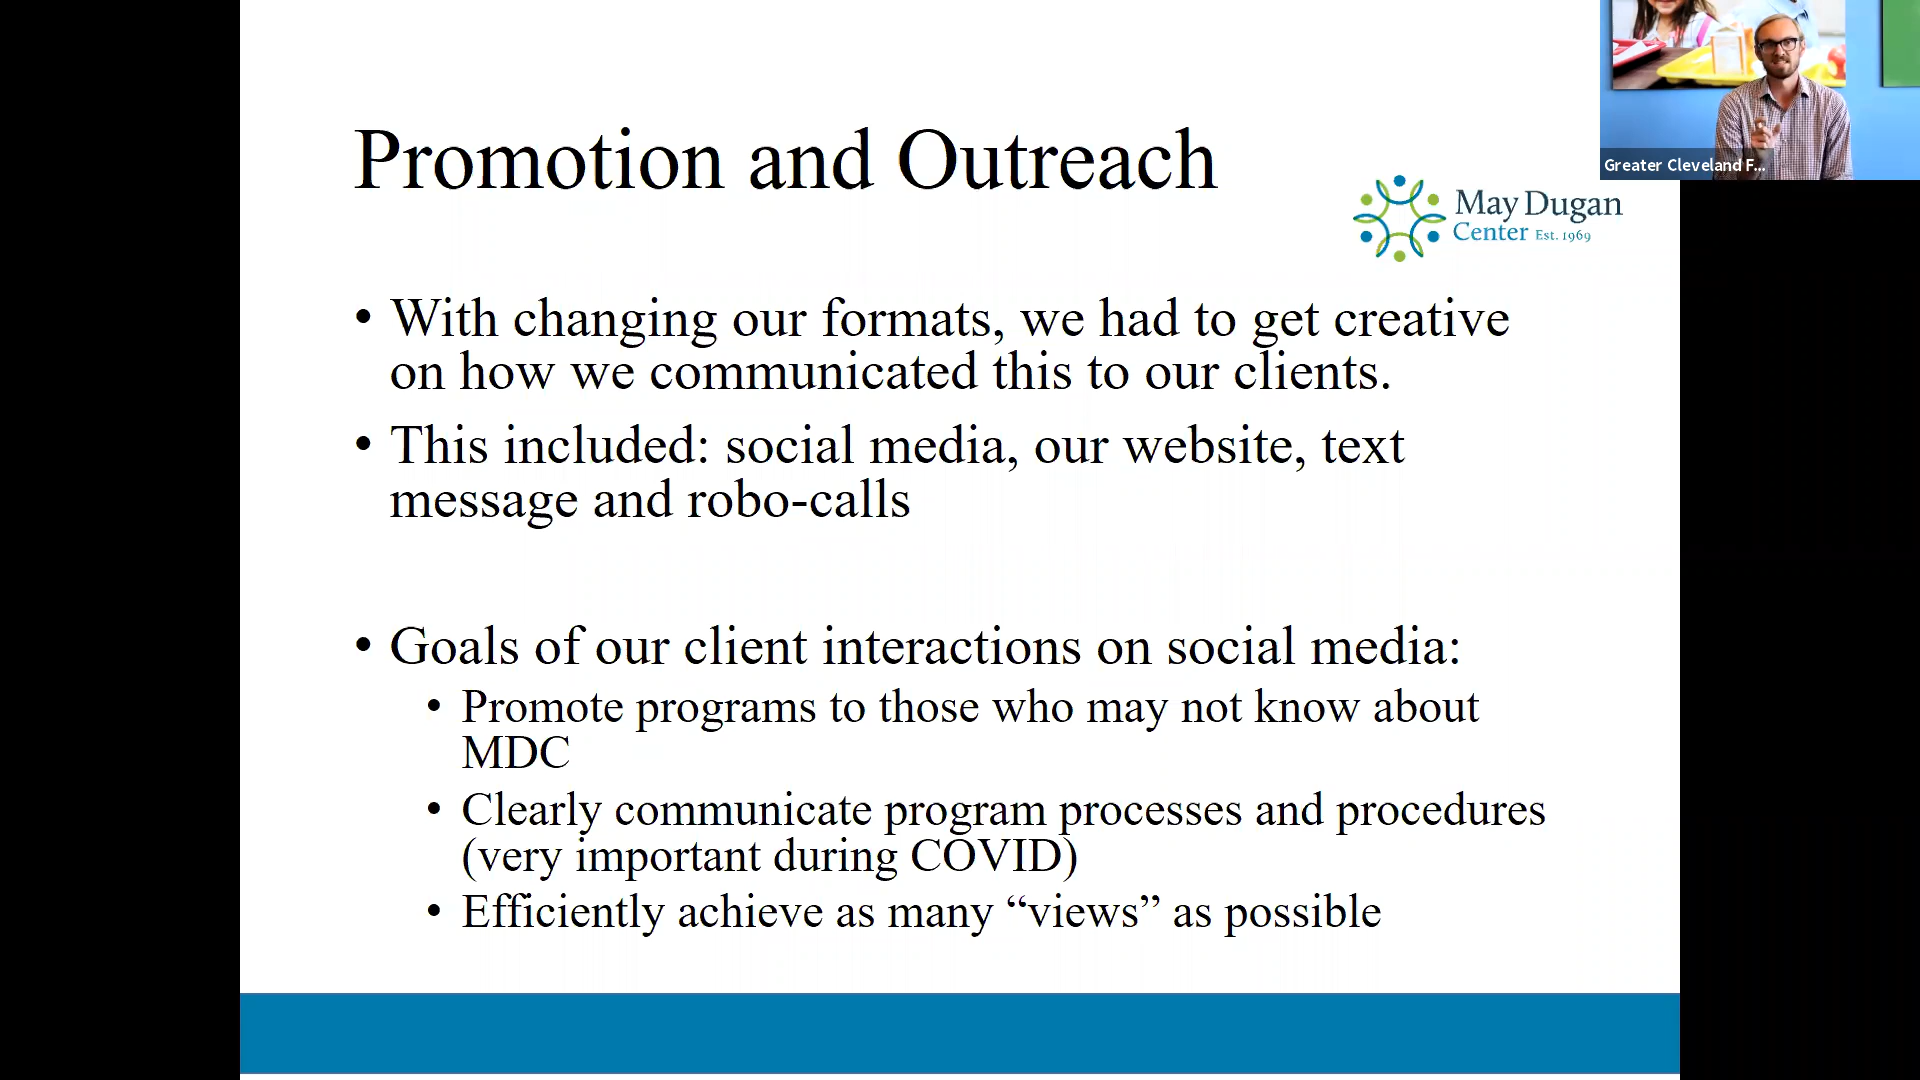 Promotion and Outreach
Greater Cleveland F...
May Dugan
Center Est. 1969
• With changing our formats, we had to get creative
on how we communicated this to our clients.
• This included: social media, our website, text
message and robo-calls
• Goals of our client interactions on social media:
• Promote programs to those who may not know about
MDC
• Clearly communicate program processes and procedures
(very important during COVID)
• Efficiently achieve as many “views” as possible